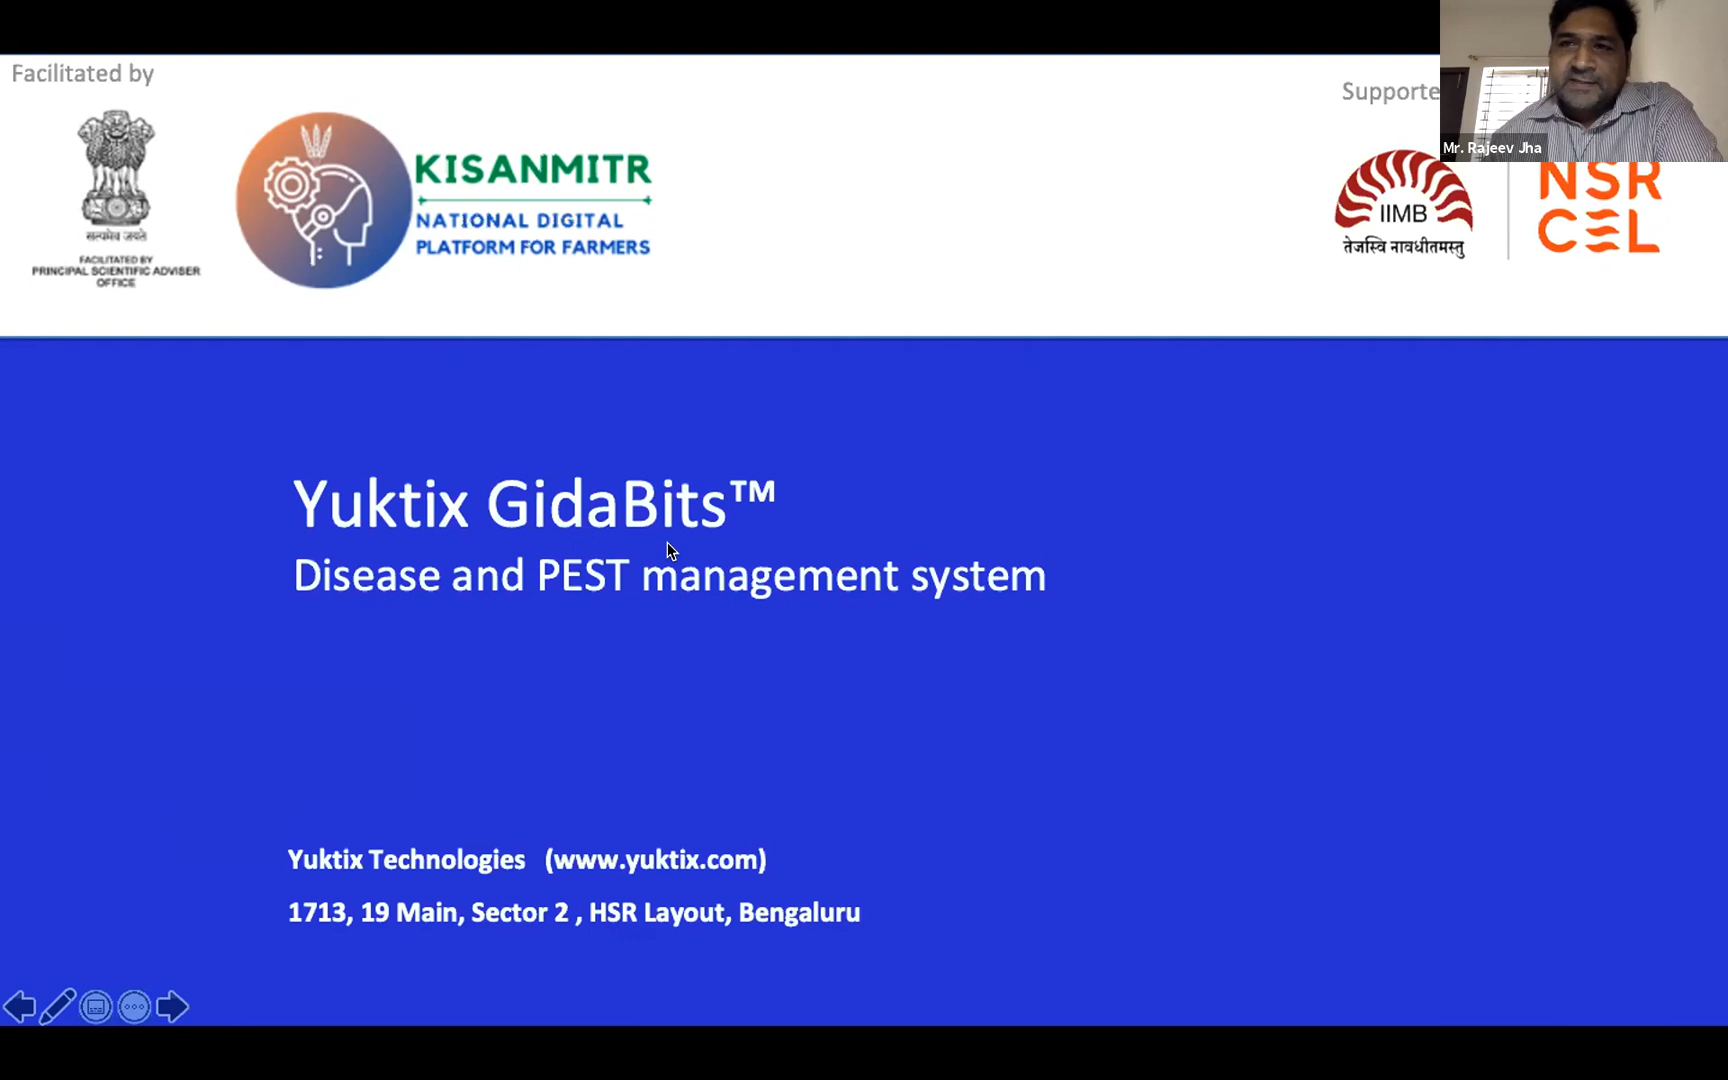 Facilitated by
सत्यमेव जयते
FACILITATED BY
PRINCIPAL SCIENTIFIC ADVISER
OFFICE
KISANMITR
NATIONAL DIGITAL
PLATFORM FOR FARMERS
Supporte
Mr. Rajeev Jha
IIMB
तेजस्वि नावधीतमस्तु
NSR
CEL
Yuktix GidaBits™
Disease and PEST management system
Yuktix Technologies (www.yuktix.com)
1713, 19 Main, Sector 2 , HSR Layout, Bengaluru